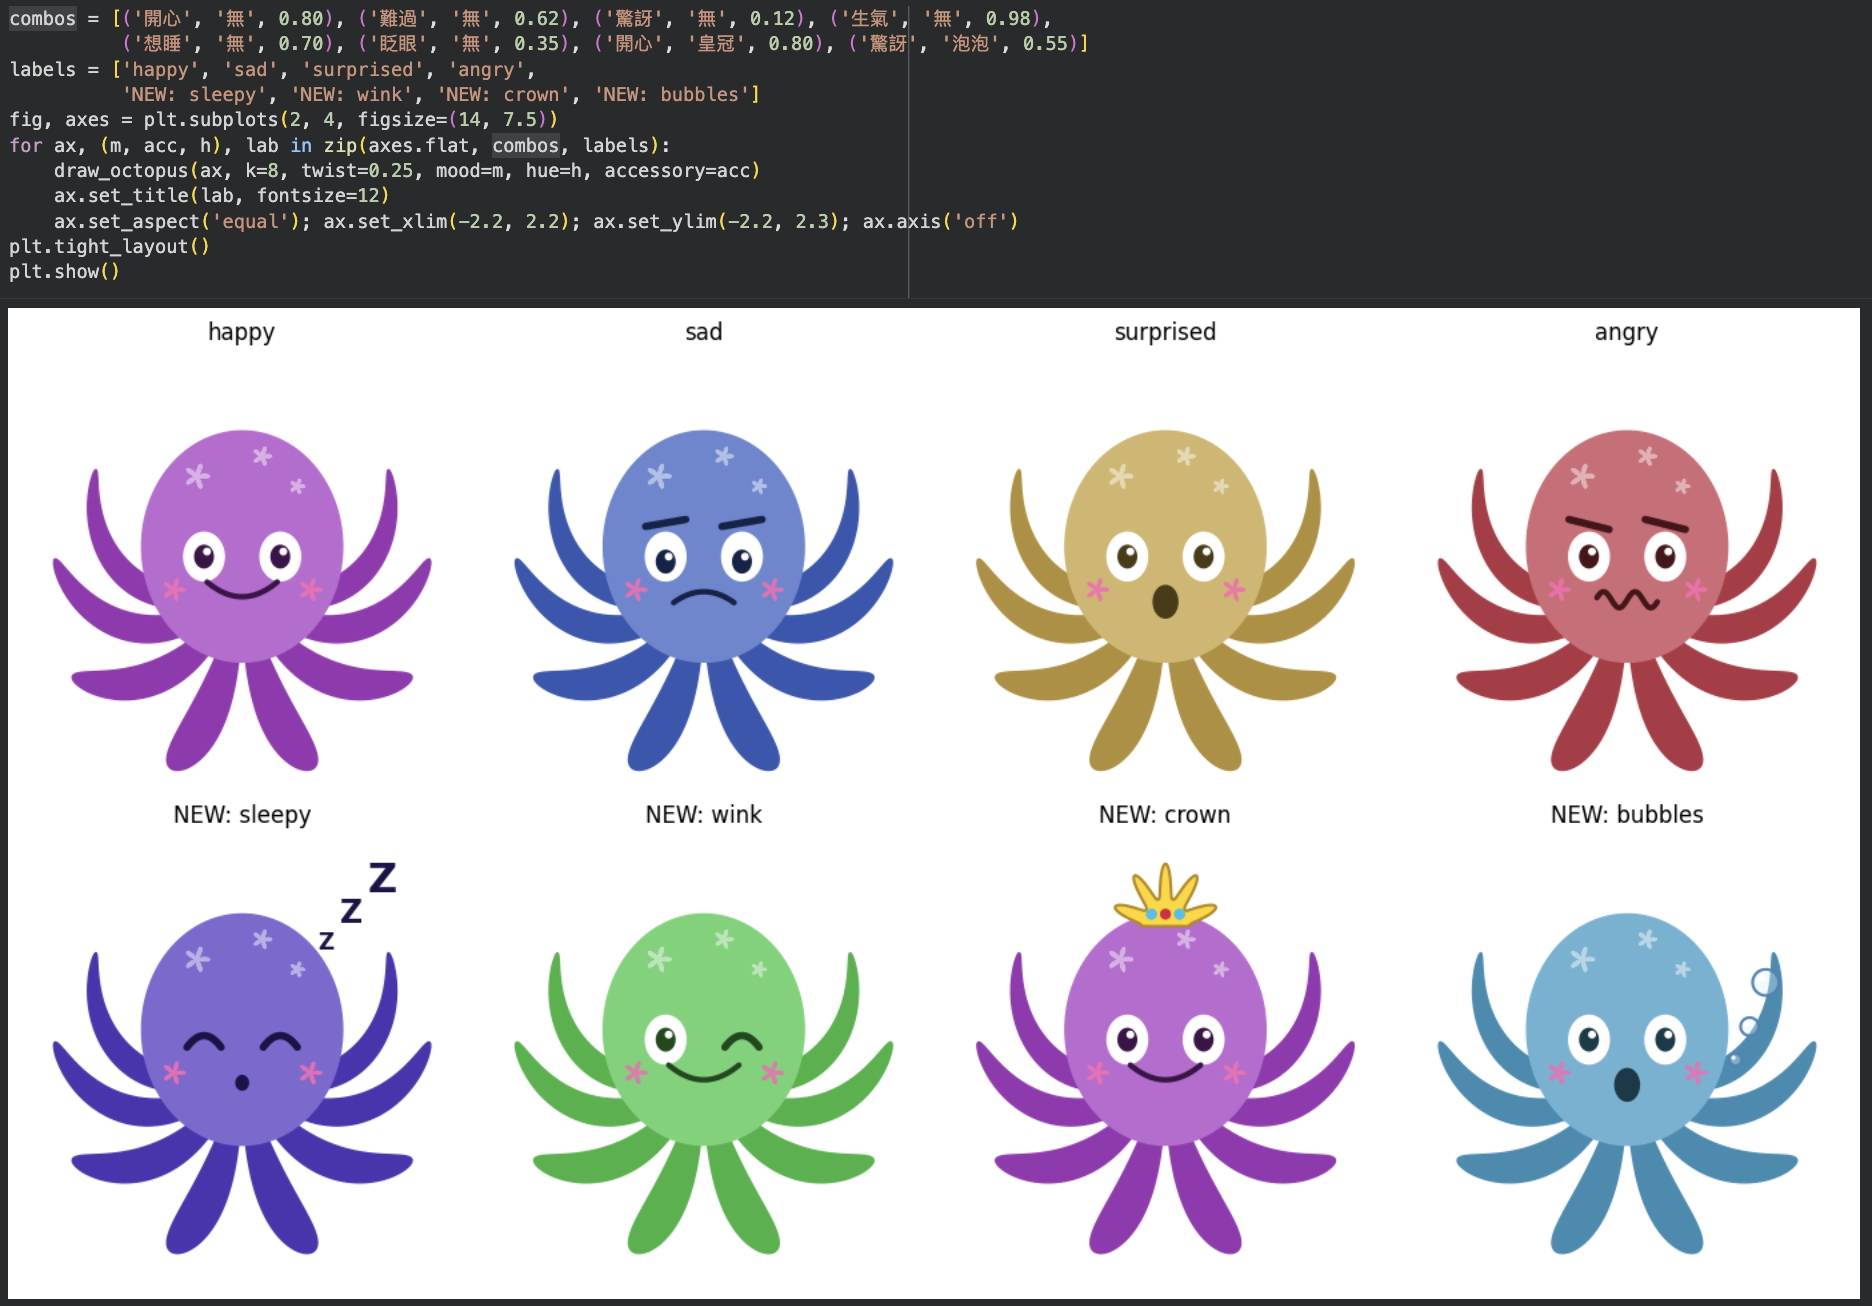 combos = [('開心', '無', 0.80), ('難過', '無', 0.62), ('驚訝', '無', 0.12), ('生氣', '無', 0.98),
          ('想睡', '無', 0.70), ('眨眼', '無', 0.35), ('開心', '皇冠', 0.80), ('驚訝', '泡泡', 0.55)]
labels = ['happy', 'sad', 'surprised', 'angry',
          'NEW: sleepy', 'NEW: wink', 'NEW: crown', 'NEW: bubbles']
fig, axes = plt.subplots(2, 4, figsize=(14, 7.5))
for ax, (m, acc, h), lab in zip(axes.flat, combos, labels):
    draw_octopus(ax, k=8, twist=0.25, mood=m, hue=h, accessory=acc)
    ax.set_title(lab, fontsize=12)
    ax.set_aspect('equal'); ax.set_xlim(-2.2, 2.2); ax.set_ylim(-2.2, 2.3); ax.axis('off')
plt.tight_layout()
plt.show()
happy
sad
surprised
angry
NEW: sleepy
NEW: wink
NEW: crown
NEW: bubbles
z
z
z